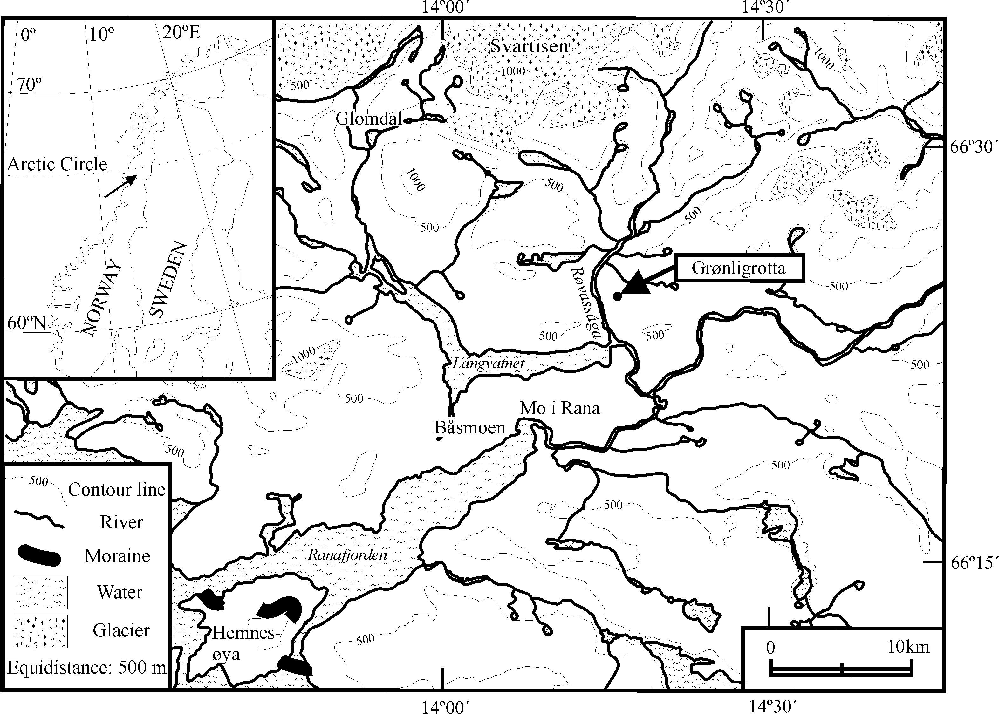 14º00´
14º30´
0º
10º
20ºE
70º
Arctic Circle
NORWAY
SWEDEN
60ºN
Svartisen
1000
1000
500
Glomdal
66º30´
1000
500
500
500
Grønligrotta
Røvassåga
500
500
500
1000
Langvatnet
500
500
Mo i Rana
Båsmoen
500
500
500
Ranafjorden
66º15´
Hemnes-
øya
500
500
Contour line
River
Moraine
Water
Glacier
Equidistance: 500 m
0
10km
14º00´
14º30´